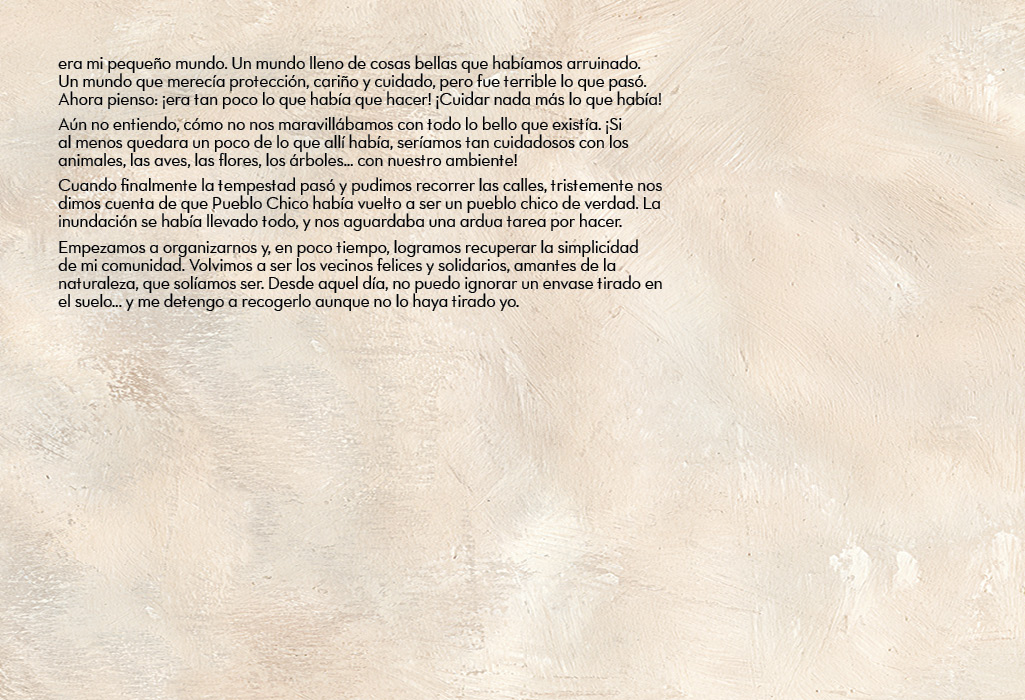 era mi pequeño mundo. Un mundo lleno de cosas bellas que habíamos arruinado.
Un mundo que merecía protección, cariño y cuidado, pero fue terrible lo que pasó.
Ahora pienso: ¡era tan poco lo que había que hacer! ¡Cuidar nada más lo que había!
Aún no entiendo, cómo no nos maravillábamos con todo lo bello que existía. ¡Si
al menos quedara un poco de lo que allí había, seríamos tan cuidadosos con los
animales, las aves, las flores, los árboles... con nuestro ambiente!
Cuando finalmente la tempestad pasó y pudimos recorrer las calles, tristemente nos
dimos cuenta de que Pueblo Chico había vuelto a ser un pueblo chico de verdad. La
inundación se había llevado todo, y nos aguardaba una ardua tarea por hacer.
Empezamos a organizarnos y, en poco tiempo, logramos recuperar la simplicidad
de mi comunidad. Volvimos a ser los vecinos felices y solidarios, amantes de la
naturaleza, que solíamos ser. Desde aquel día, no puedo ignorar un envase tirado en
el suelo... y me detengo a recogerlo aunque no lo haya tirado yo.